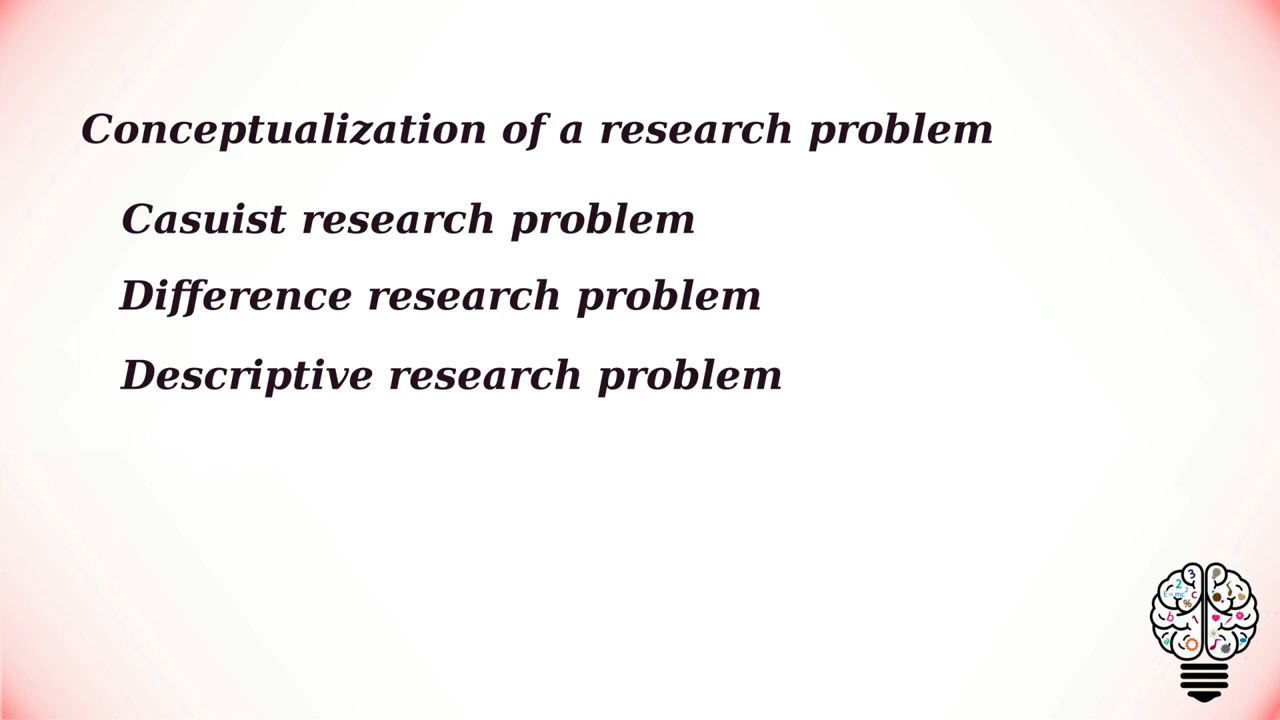 Conceptualization of a research problem
Casuist research problem
Difference research problem
Descriptive research problem